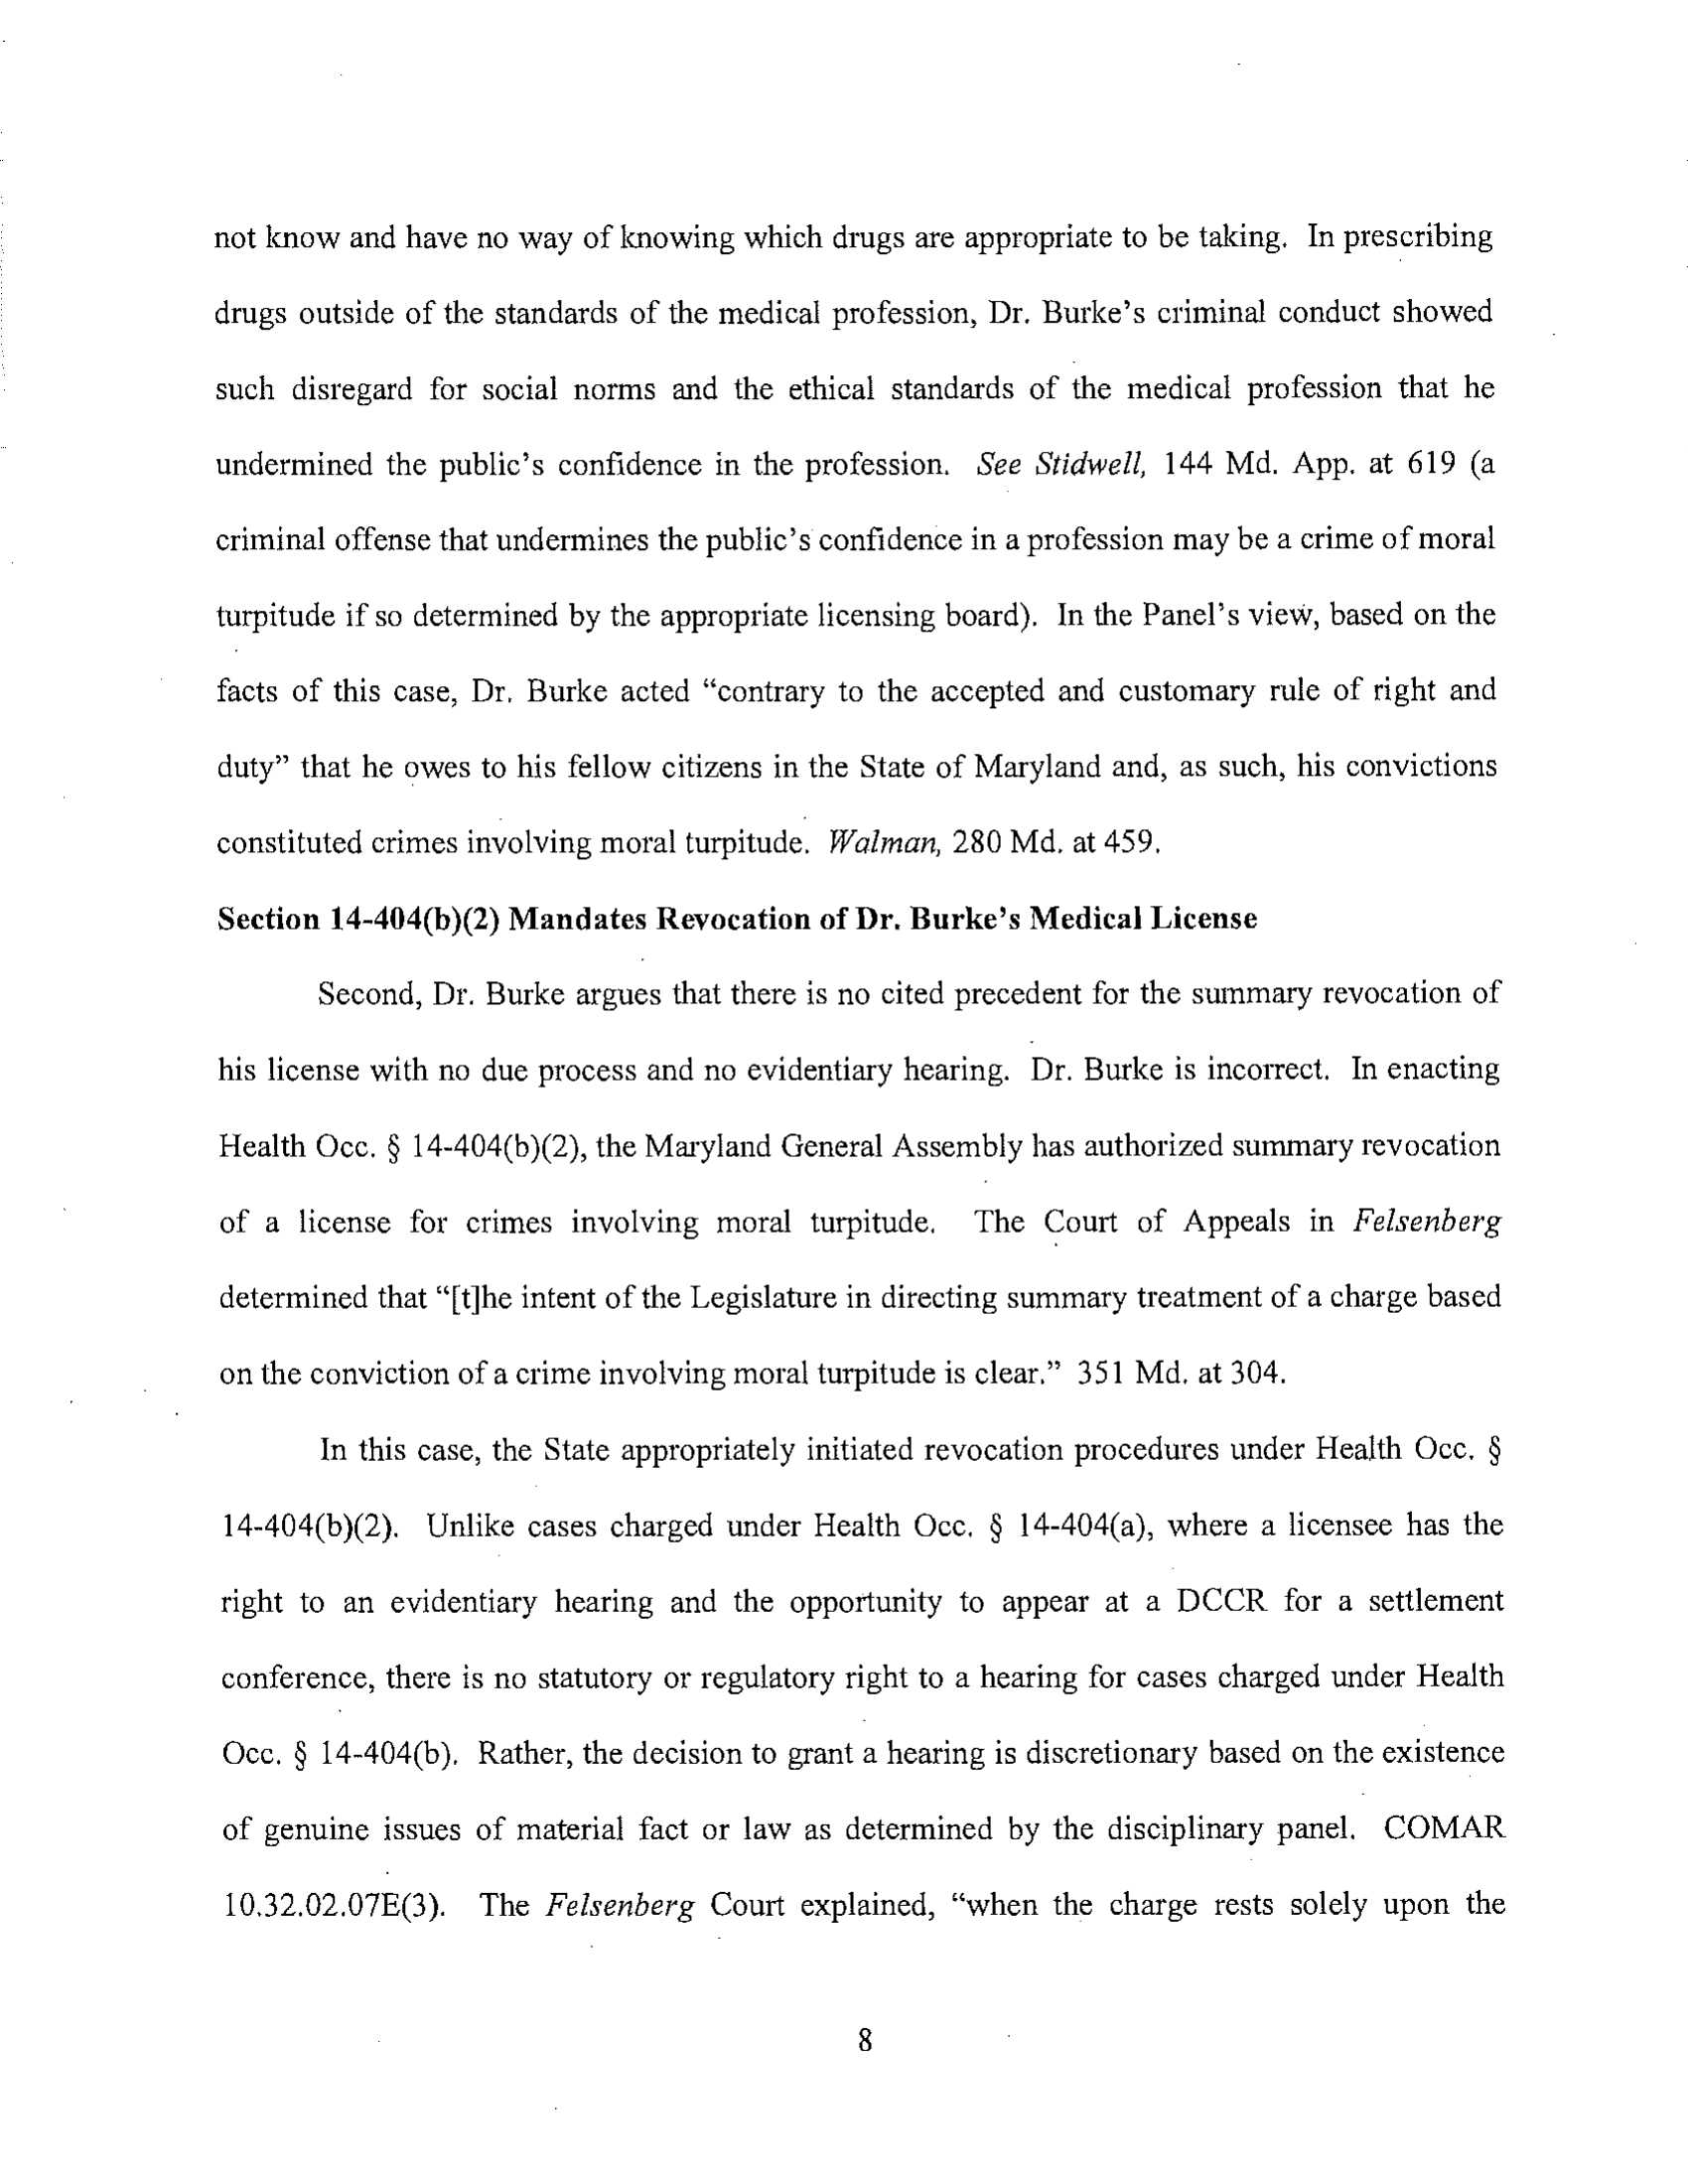 not know and have no way of knowing which drugs are appropriate to be taking. In prescribing
drugs outside of the standards of the medical profession, Dr. Burke's criminal conduct showed
such disregard for social norms and the ethical standards of the medical profession that he
undermined the public's confidence in the profession. See Stidwell, 144 Md. App. at 619 (a
criminal offense that undermines the public's confidence in a profession may be a crime of moral
turpitude if so determined by the appropriate licensing board). In the Panel's view, based on the
facts of this case, Dr. Burke acted “contrary to the accepted and customary rule of right and
duty” that he owes to his fellow citizens in the State of Maryland and, as such, his convictions
constituted crimes involving moral turpitude. Walman, 280 Md. at 459.
Section 14-404(b)(2) Mandates Revocation of Dr. Burke's Medical License
Second, Dr. Burke argues that there is no cited precedent for the summary revocation of
his license with no due process and no evidentiary hearing. Dr. Burke is incorrect. In enacting
Health Occ. § 14-404(b)(2), the Maryland General Assembly has authorized summary revocation
of a license for crimes involving moral turpitude. The Court of Appeals in Felsenberg
determined that “[t]he intent of the Legislature in directing summary treatment of a charge based
on the conviction of a crime involving moral turpitude is clear.” 351 Md. at 304.
In this case, the State appropriately initiated revocation procedures under Health Occ. §
14-404(b)(2). Unlike cases charged under Health Occ. § 14-404(a), where a licensee has the
right to an evidentiary hearing and the opportunity to appear at a DCCR for a settlement
conference, there is no statutory or regulatory right to a hearing for cases charged under Health
Occ. § 14-404(b). Rather, the decision to grant a hearing is discretionary based on the existence
of genuine issues of material fact or law as determined by the disciplinary panel. COMAR
10.32.02.07E(3). The Felsenberg Court explained, “when the charge rests solely upon the
8